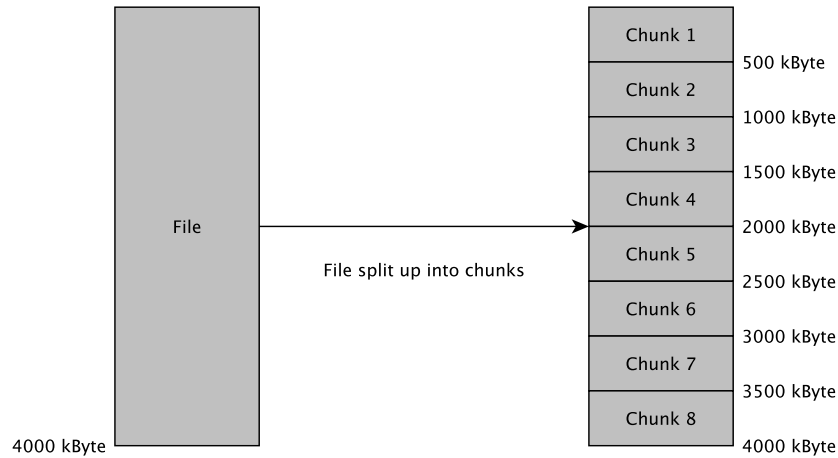 Chunk 1
500 kByte
Chunk 2
1000 kByte
Chunk 3
1500 kByte
Chunk 4
File
2000 kByte
Chunk 5
File split up into chunks
2500 kByte
Chunk 6
3000 kByte
Chunk 7
3500 kByte
Chunk 8
4000 kByte
4000 kByte